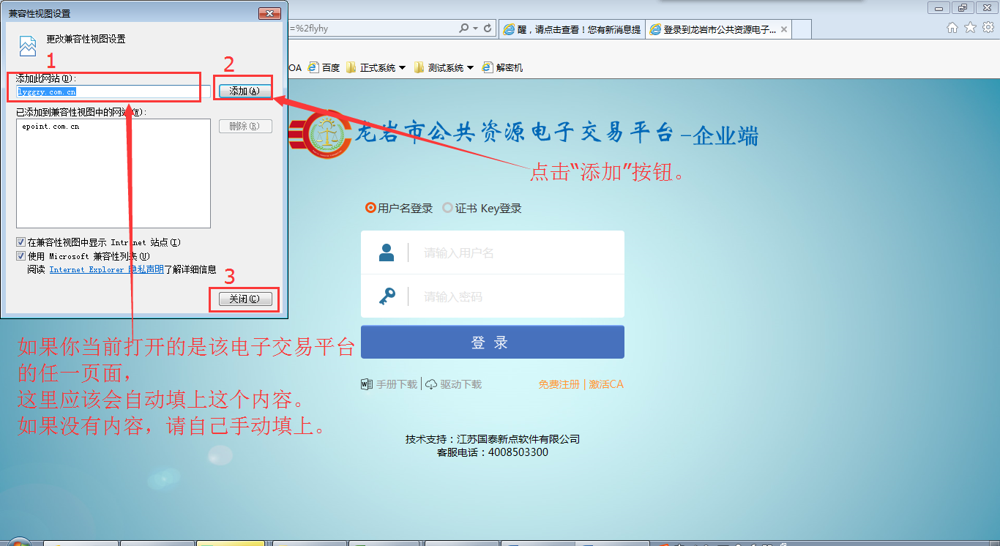 兼容性视图设置
更改兼容性视图设置
1
添加此网站(D):
lyggzy.com.cn
2
添加(A)
已添加到兼容性视图中的网站(W):
epoint.com.cn
删除(R)
在兼容性视图中显示 Intranet 站点(I)
使用 Microsoft 兼容性列表(U)
阅读 Internet Explorer 隐私声明了解详细信息
3
关闭(C)
=%2flyhy
醒，请点击查看！您有新消息提
登录到龙岩市公共资源电子...
OA
百度
正式系统
测试系统
解密机
龙岩市公共资源电子交易平台-企业端
点击“添加”按钮。
用户名登录
证书 Key登录
请输入用户名
请输入密码
登 录
手册下载
驱动下载
免费注册 | 激活CA
如果你当前打开的是该电子交易平台
的任一页面，
这里应该会自动填上这个内容。
如果没有内容，请自己手动填上。
技术支持：江苏国泰新点软件有限公司
客服电话：4008503300